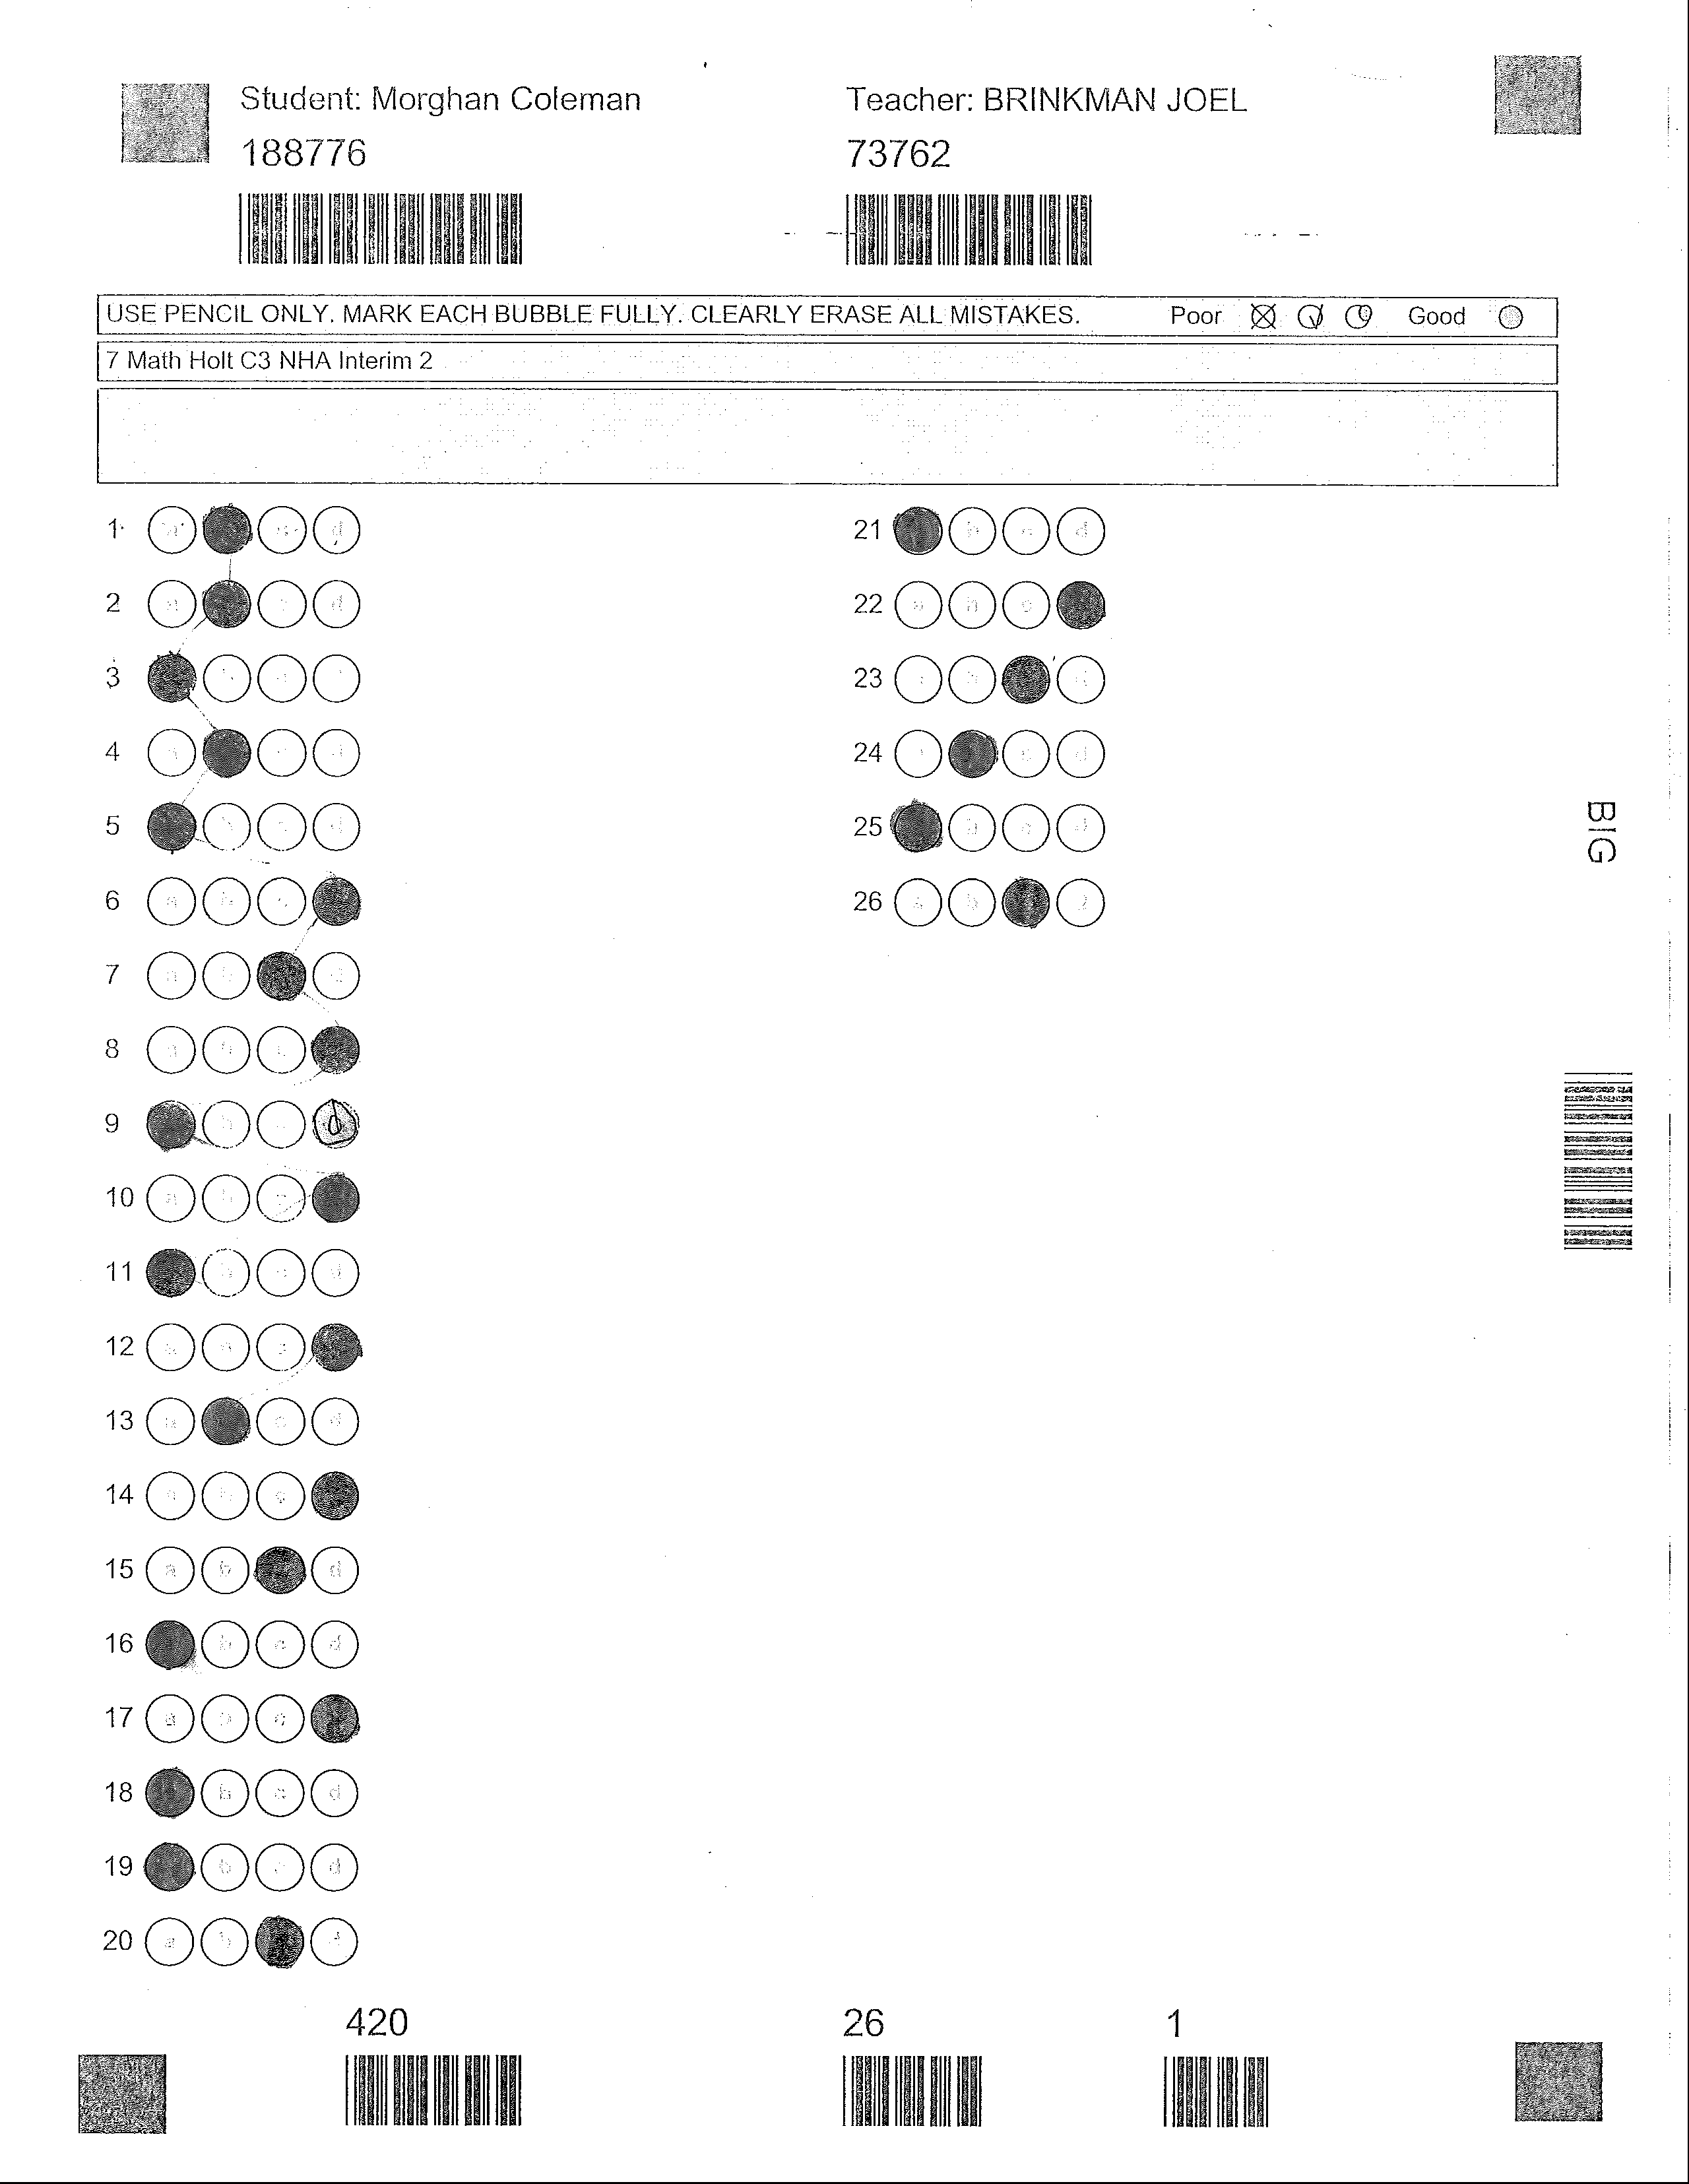 Student: Morghan Coleman
188776
Teacher: BRINKMAN JOEL
73762
USE PENCIL ONLY. MARK EACH BUBBLE FULLY. CLEARLY ERASE ALL MISTAKES. Poor Good
7 Math Holt C3 NHA Interim 2
1 d
2 d
3
4 d
5 d
6 a b c
7 a b d
8 a b c
9 b d
10 a b c
11 b c d
12 a b c
13 a c d
14 a b c
15 a b d
16 b c d
17 a b c
18 b c d
19 b c d
20 a b d
21 b c d
22 a b c
23 b d
24 c d
25 b c d
26 a b d
BIG
420
26
1